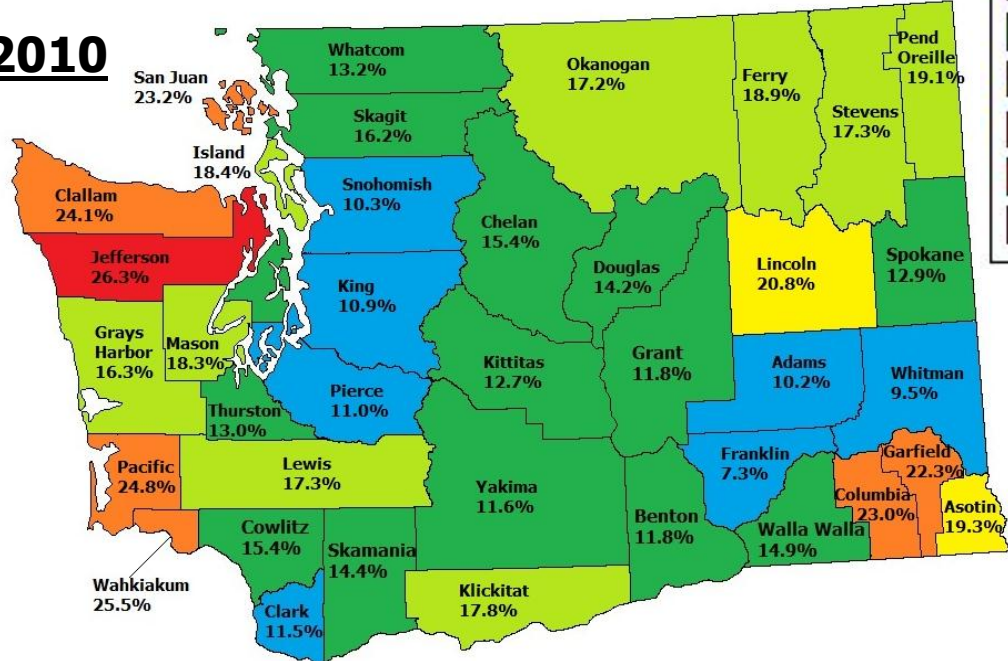 2010
Whatcom
13.2%
San Juan
23.2%
Skagit
16.2%
Island
18.4%
Okanogan
17.2%
Ferry
18.9%
Stevens
17.3%
Pend
Oreille
19.1%
Clallam
24.1%
Snohomish
10.3%
Chelan
15.4%
Jefferson
26.3%
Douglas
14.2%
Lincoln
20.8%
Spokane
12.9%
King
10.9%
Grays
Harbor
16.3%
Mason
18.3%
Kittitas
12.7%
Grant
11.8%
Adams
10.2%
Whitman
9.5%
Pierce
11.0%
Thurston
13.0%
Pacific
24.8%
Lewis
17.3%
Yakima
11.6%
Franklin
7.3%
Garfield
22.3%
Columbia
23.0%
Asotin
19.3%
Benton
11.8%
Walla Walla
14.9%
Cowlitz
15.4%
Skamania
14.4%
Wahkiakum
25.5%
Klickitat
17.8%
Clark
11.5%